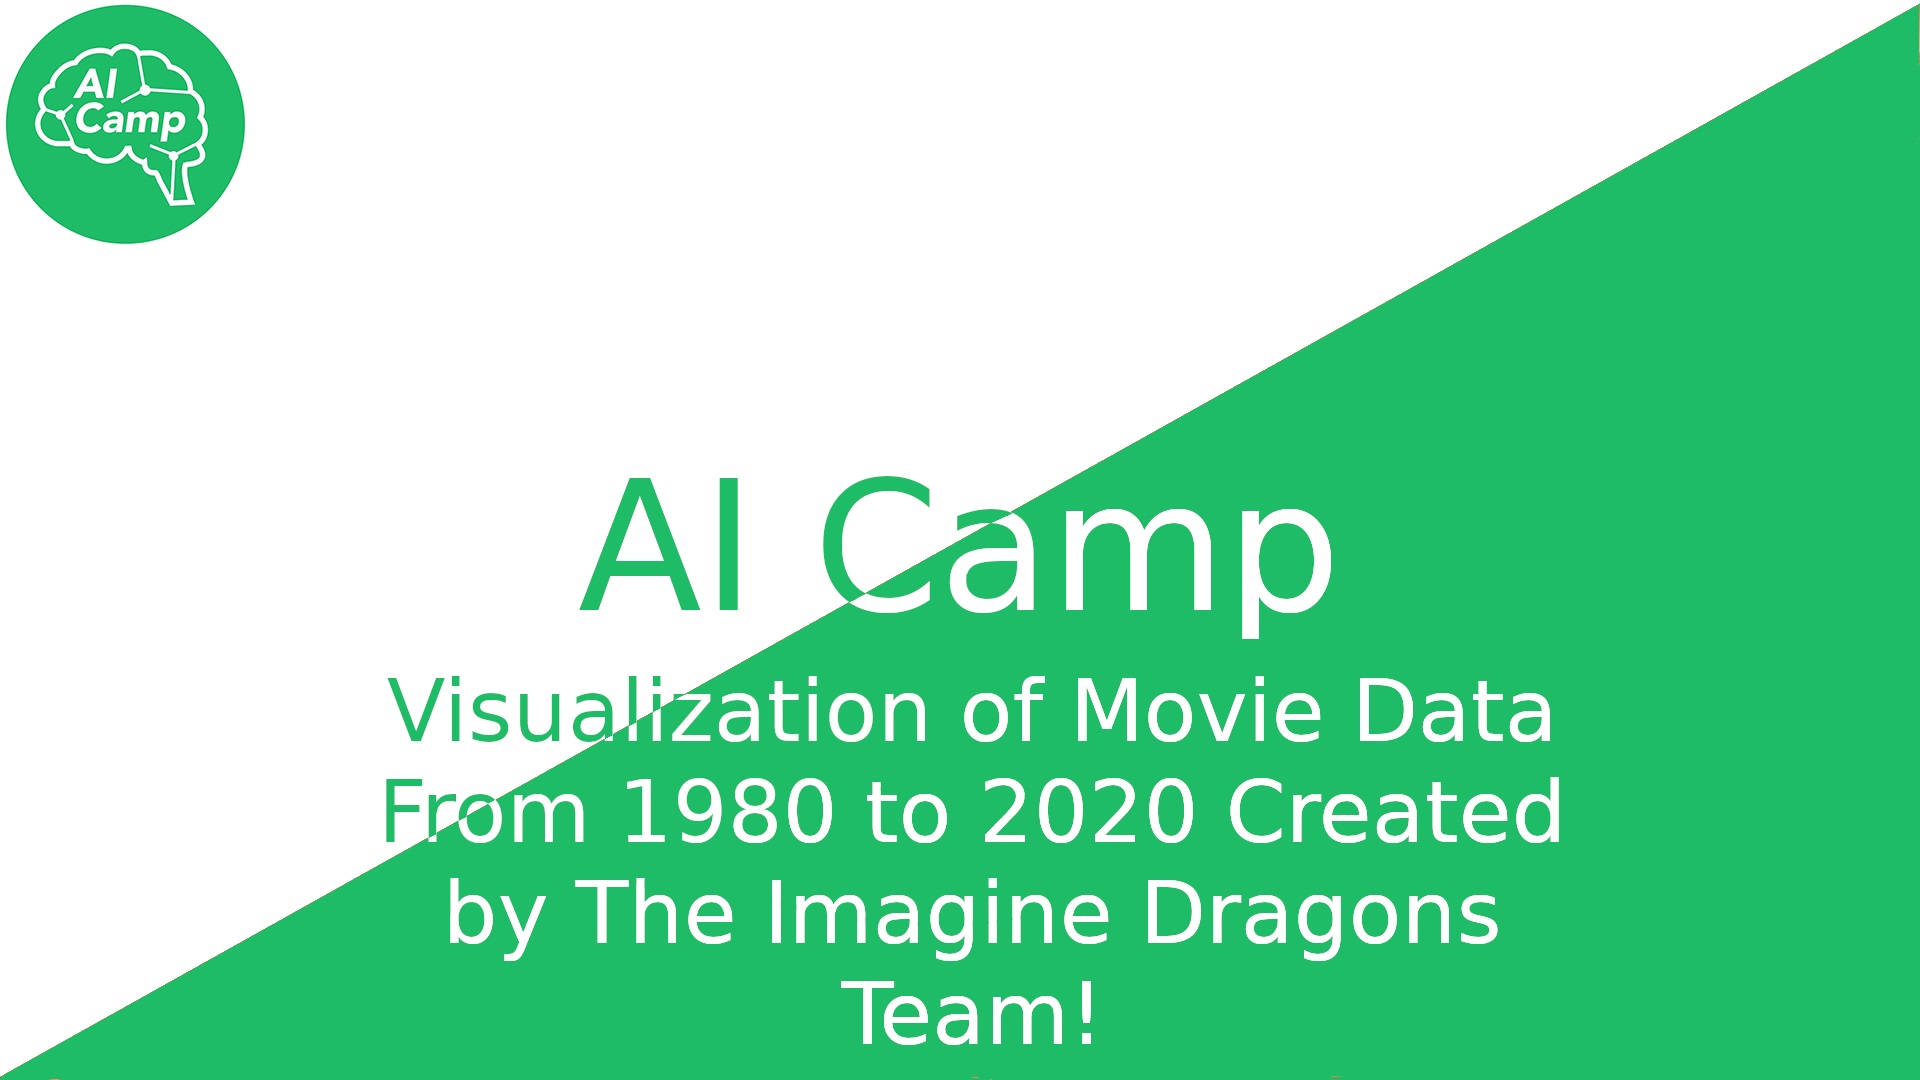 AI
Camp
AI Camp
Visualization of Movie Data
From 1980 to 2020 Created
by The Imagine Dragons
Team!